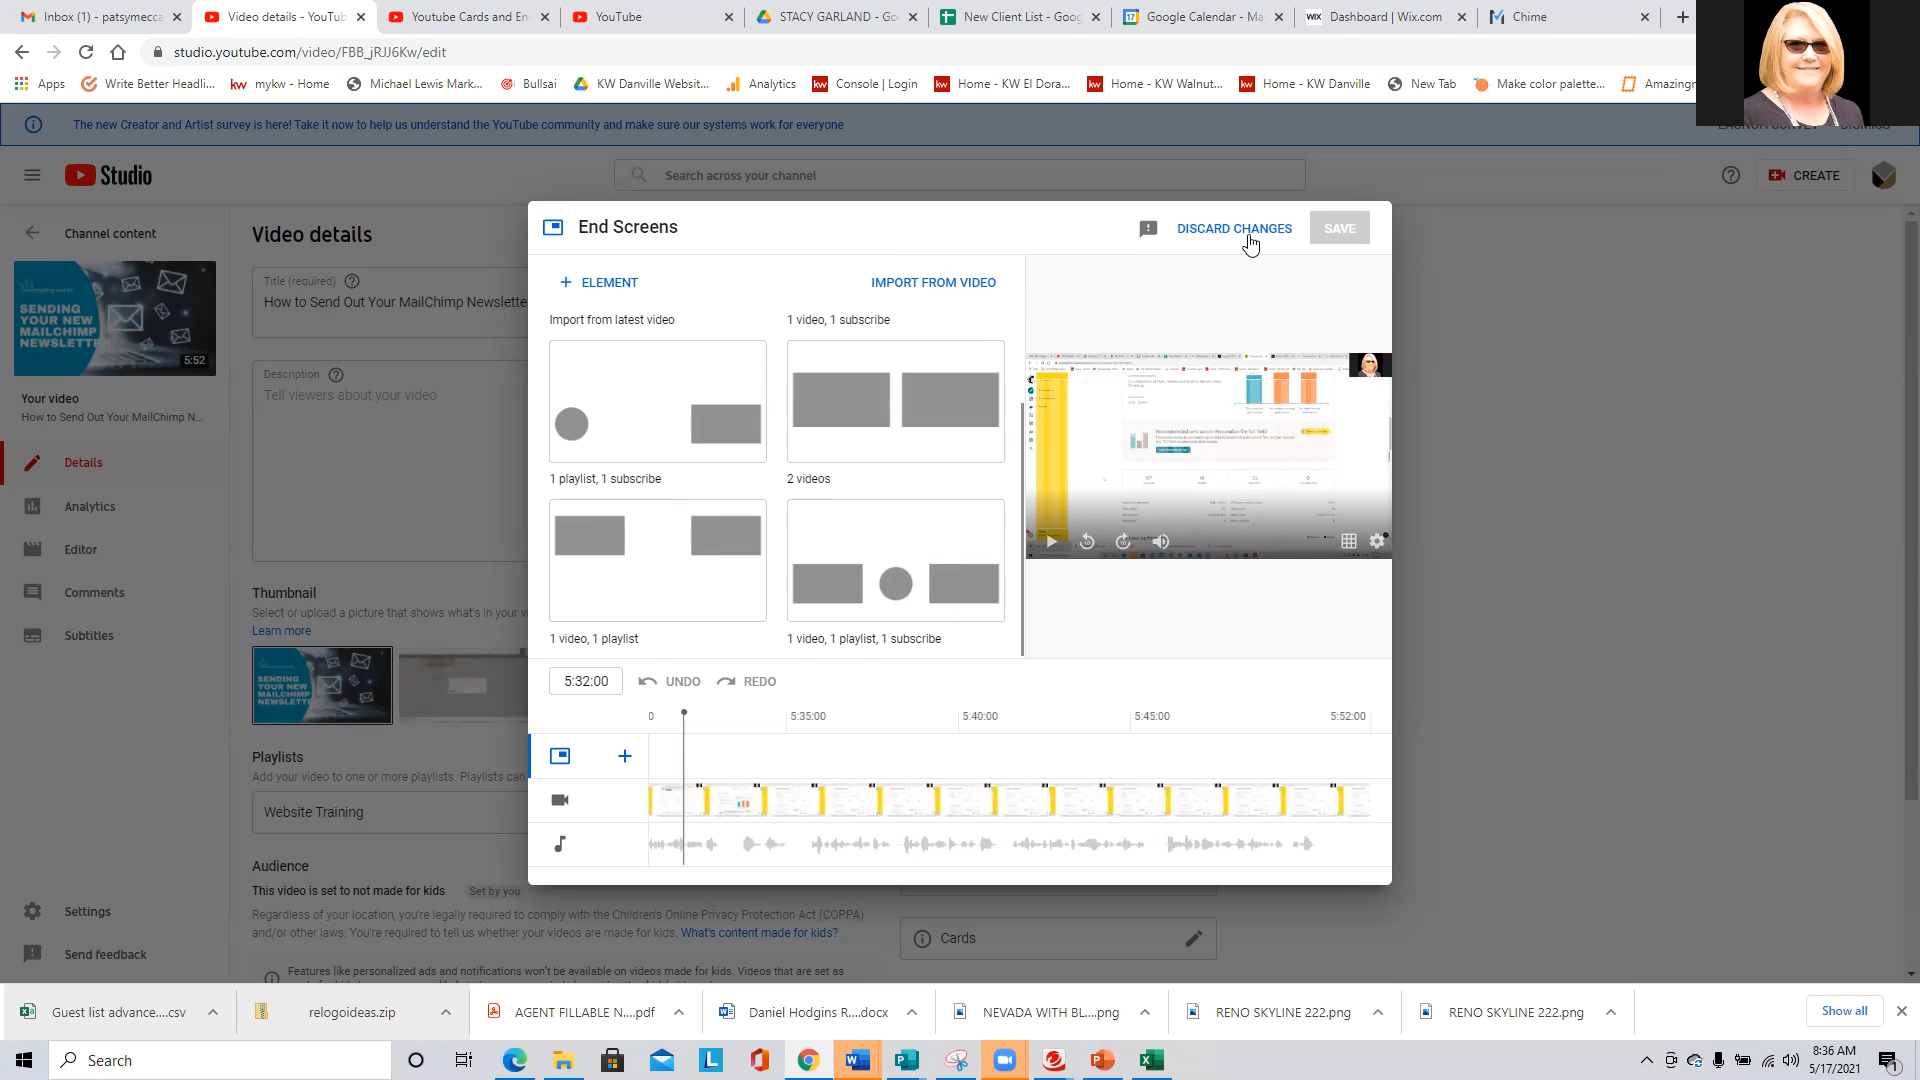 Inbox (1) - patsymecca
Video details - YouTub
Youtube Cards and En
YouTube
STACY GARLAND - Go
New Client List - Goog
Google Calendar - Ma
WIX Dashboard | Wix.com
Chime
studio.youtube.com/video/FBB_jRJJ6Kw/edit
Apps
Write Better Headli...
kw mykw - Home
Michael Lewis Mark...
Bullsai
KW Danville Websit...
Analytics
kw Console | Login
kw Home - KW El Dora...
kw Home - KW Walnut...
kw Home - KW Danville
New Tab
Make color palette...
Amazing
The new Creator and Artist survey is here! Take it now to help us understand the YouTube community and make sure our systems work for everyone
Studio
Search across your channel
CREATE
Channel content
SENDING
YOUR NEW
MAILCHIMP
NEWSLETTER
5:52
Your video
How to Send Out Your MailChimp N...
Details
Analytics
Editor
Comments
Subtitles
Settings
Send feedback
Video details
Title (required)
How to Send Out Your MailChimp Newslette
Description
Tell viewers about your video
Thumbnail
Select or upload a picture that shows what's in your vi
Learn more
SENDING
YOUR NEW
MAILCHIMP
NEWSLETTER
Playlists
Add your video to one or more playlists. Playlists can
Website Training
Audience
This video is set to not made for kids
Set by you
Regardless of your location, you're legally required to comply with the Children's Online Privacy Protection Act (COPPA)
and/or other laws. You're required to tell us whether your videos are made for kids. What's content made for kids?
Features like personalized ads and notifications won't be available on videos made for kids. Videos that are set as
Cards
End Screens
DISCARD CHANGES
SAVE
+ ELEMENT
IMPORT FROM VIDEO
Import from latest video
1 video, 1 subscribe
1 playlist, 1 subscribe
2 videos
1 video, 1 playlist
1 video, 1 playlist, 1 subscribe
5:32:00
UNDO
REDO
0
5:35:00
5:40:00
5:45:00
5:52:00
Guest list advance....csv
relogoideas.zip
AGENT FILLABLE N....pdf
Daniel Hodgins R....docx
NEVADA WITH BL....png
RENO SKYLINE 222.png
RENO SKYLINE 222.png
Show all
Search
8:36 AM
5/17/2021
1